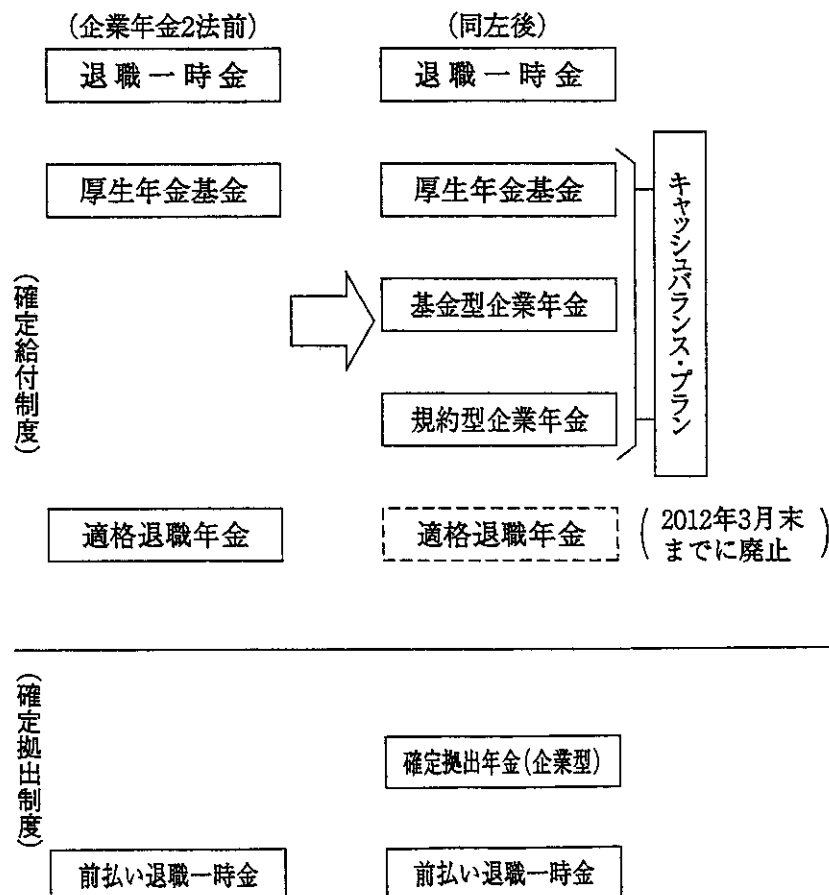 (企業年金2法前)
(同左後)
退職一時金
退職一時金
厚生年金基金
厚生年金基金
キャッシュバランス・プラン
(確定給付制度)
基金型企業年金
規約型企業年金
適格退職年金
適格退職年金
(2012年3月末
までに廃止)
(確定拠出制度)
確定拠出年金(企業型)
前払い退職一時金
前払い退職一時金